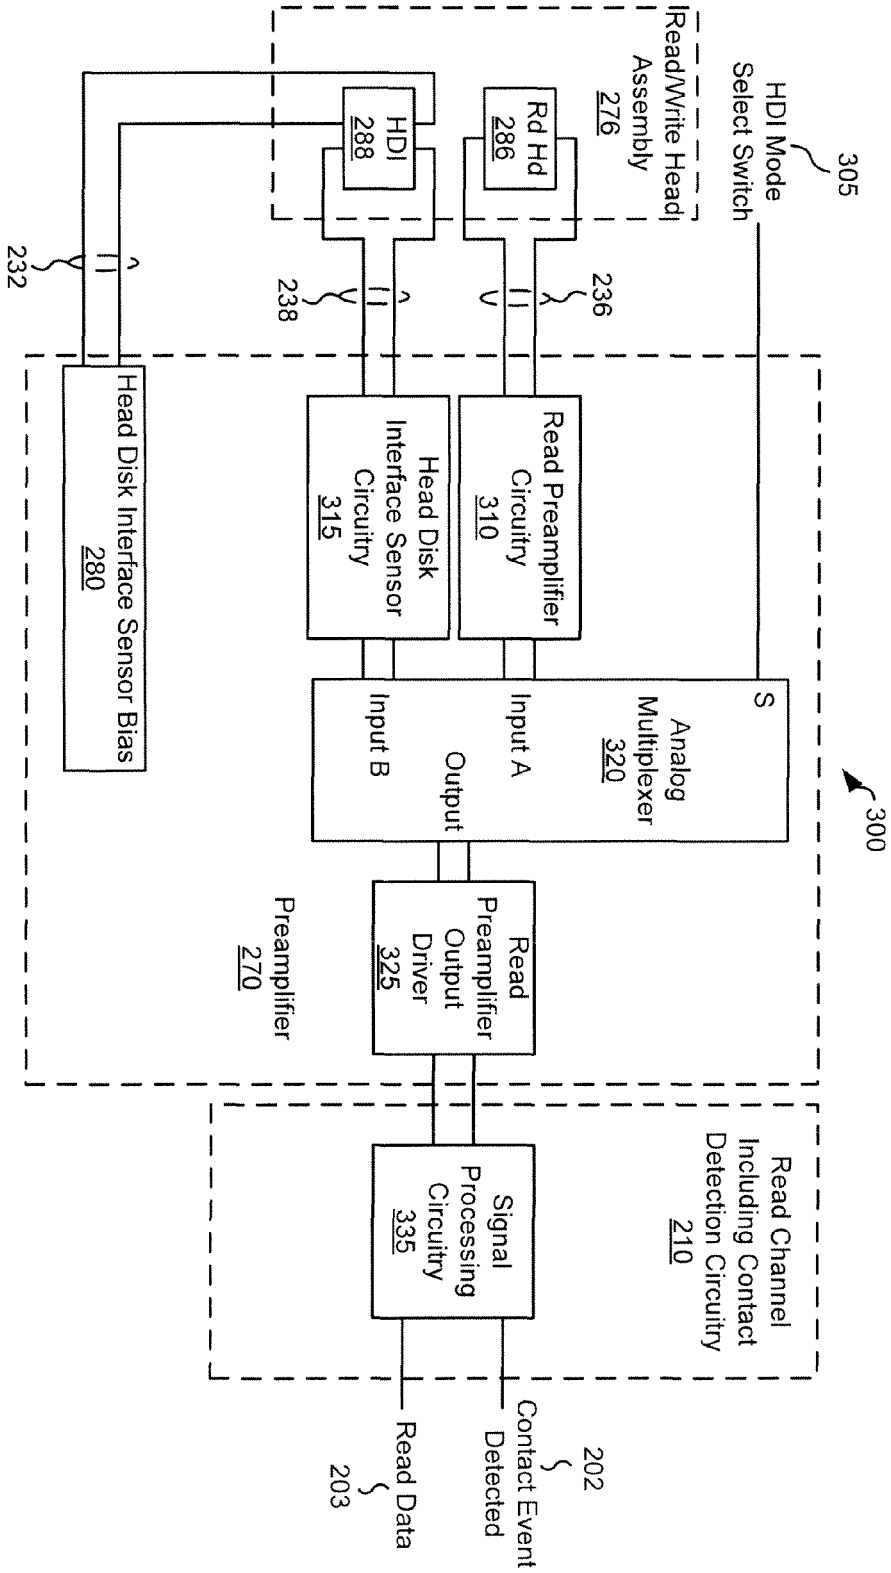 300
305
HDI Mode
Select Switch
Read/Write Head
Assembly
276
Rd Hd
286
HDI
288
236
238
232
Read Preamplifier
Circuitry
310
Head Disk
Interface Sensor
Circuitry
315
Head Disk Interface Sensor Bias
280
S
Analog
Multiplexer
320
Input A
Output
Input B
Read
Preamplifier
Output
Driver
325
Preamplifier
270
Read Channel
Including Contact
Detection Circuitry
210
Signal
Processing
Circuitry
335
202
Contact Event
Detected
Read Data
203